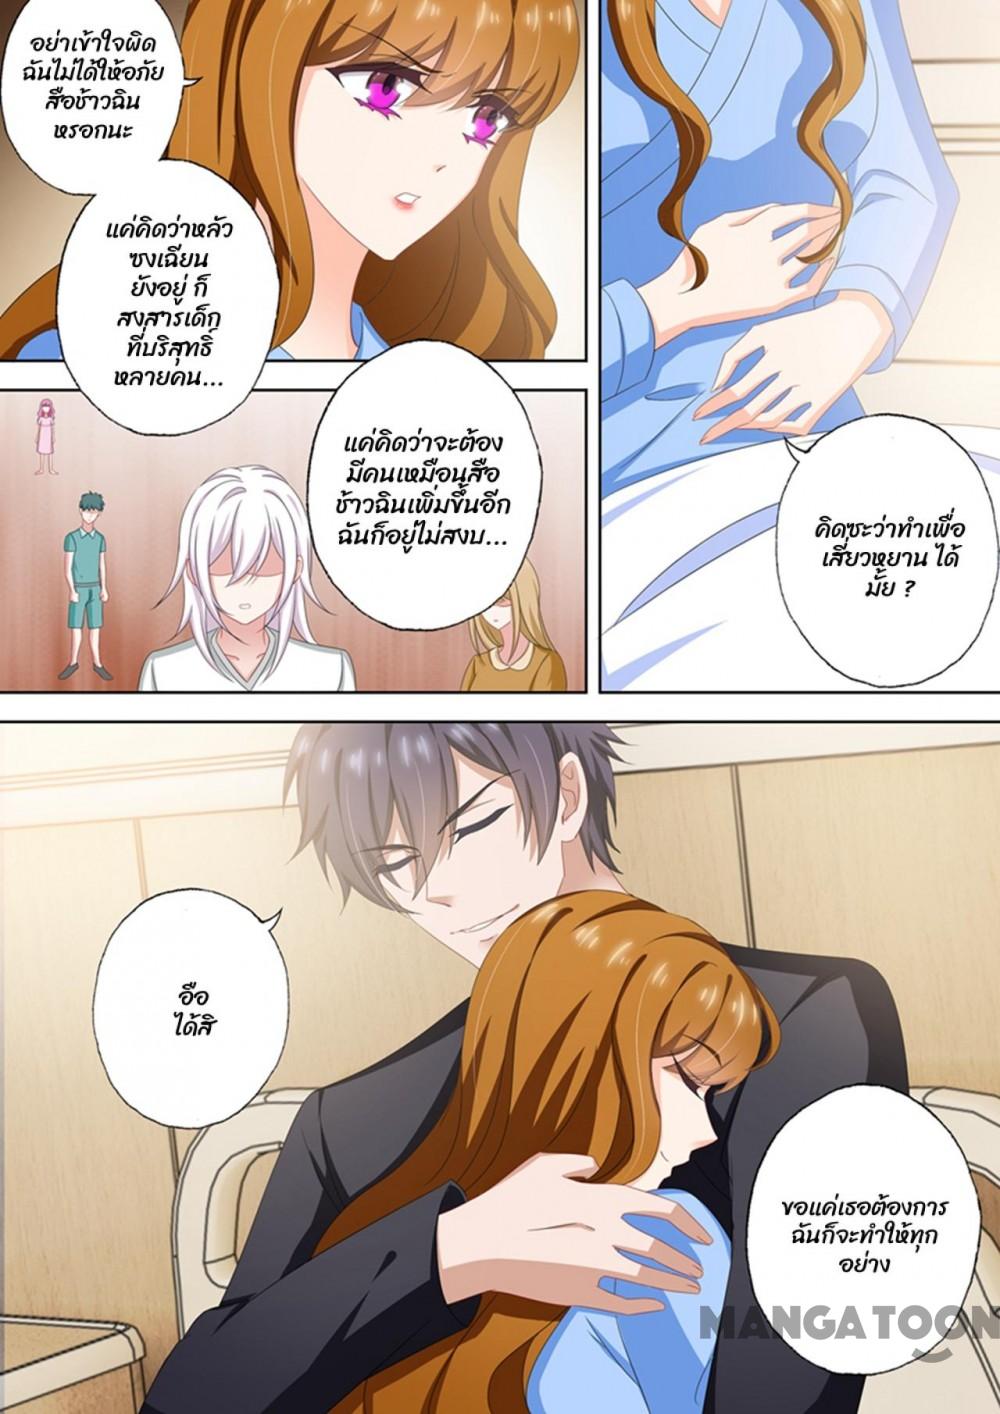 อย่าเข้าใจผิด
ฉันไม่ได้ให้อภัย
สือช้าวฉิน
หรอกนะ
แค่คิดว่าหลัว
ซงเฉียน
ยังอยู่ ก็
สงสารเด็ก
ที่บริสุทธิ์
หลายคน...
แค่คิดว่าจะต้อง
มีคนเหมือนสือ
ช้าวฉินเพิ่มขึ้นอีก
ฉันก็อยู่ไม่สงบ...
คิดซะว่าทำเพื่อ
เสี่ยวหยาน ได้
มั้ย ?
อือ
ได้สิ
ขอแค่เธอต้องการ
ฉันก็จะทำให้ทุก
อย่าง
MANGATOON